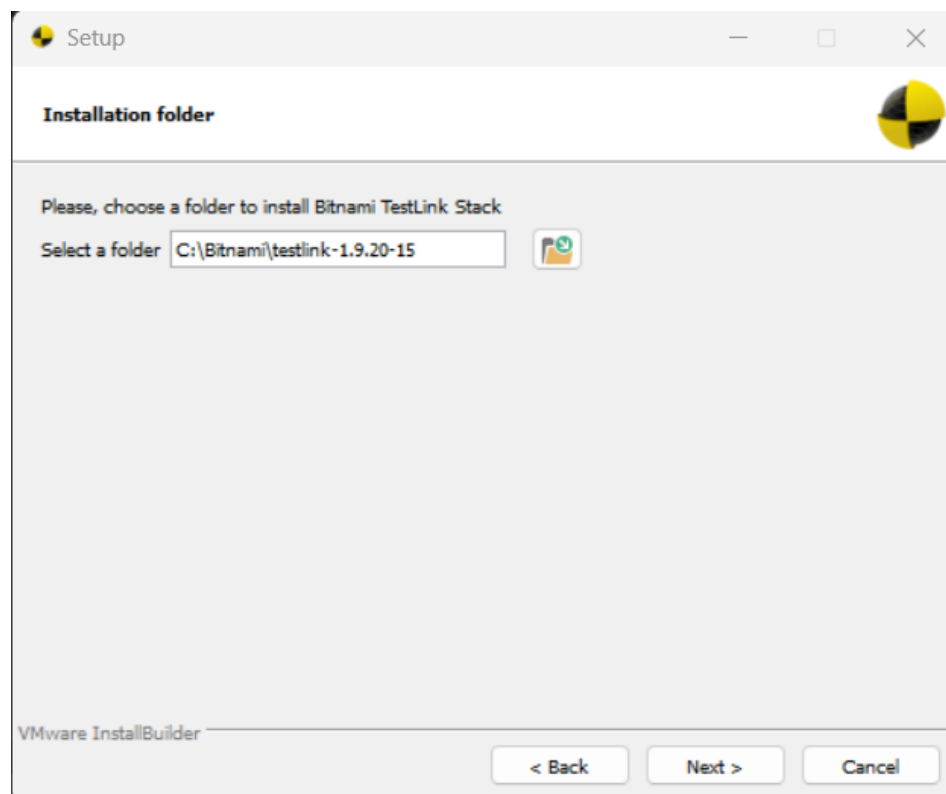 Setup
Installation folder
Please, choose a folder to install Bitnami TestLink Stack
Select a folder C:\Bitnami\testlink-1.9.20-15
VMware InstallBuilder
< Back Next > Cancel